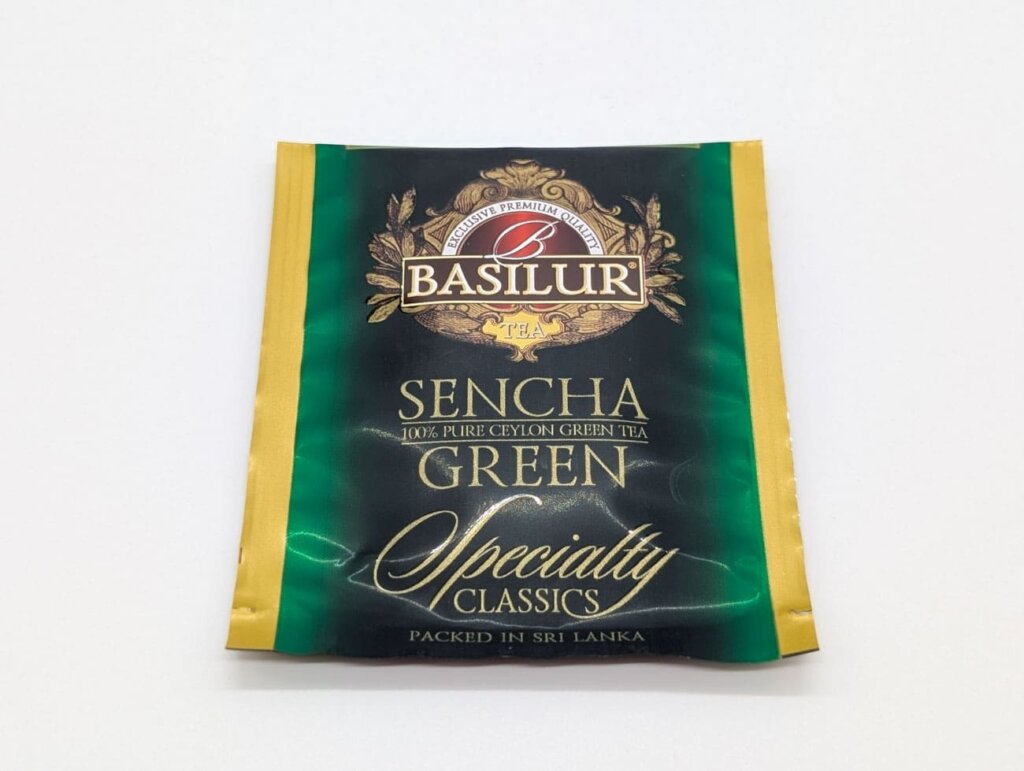 EXCLUSIVE PREMIUM QUALITY
B
BASILUR®
TEA
SENCHA
100% PURE CEYLON GREEN TEA
GREEN
Specialty
CLASSICS
PACKED IN SRI LANKA